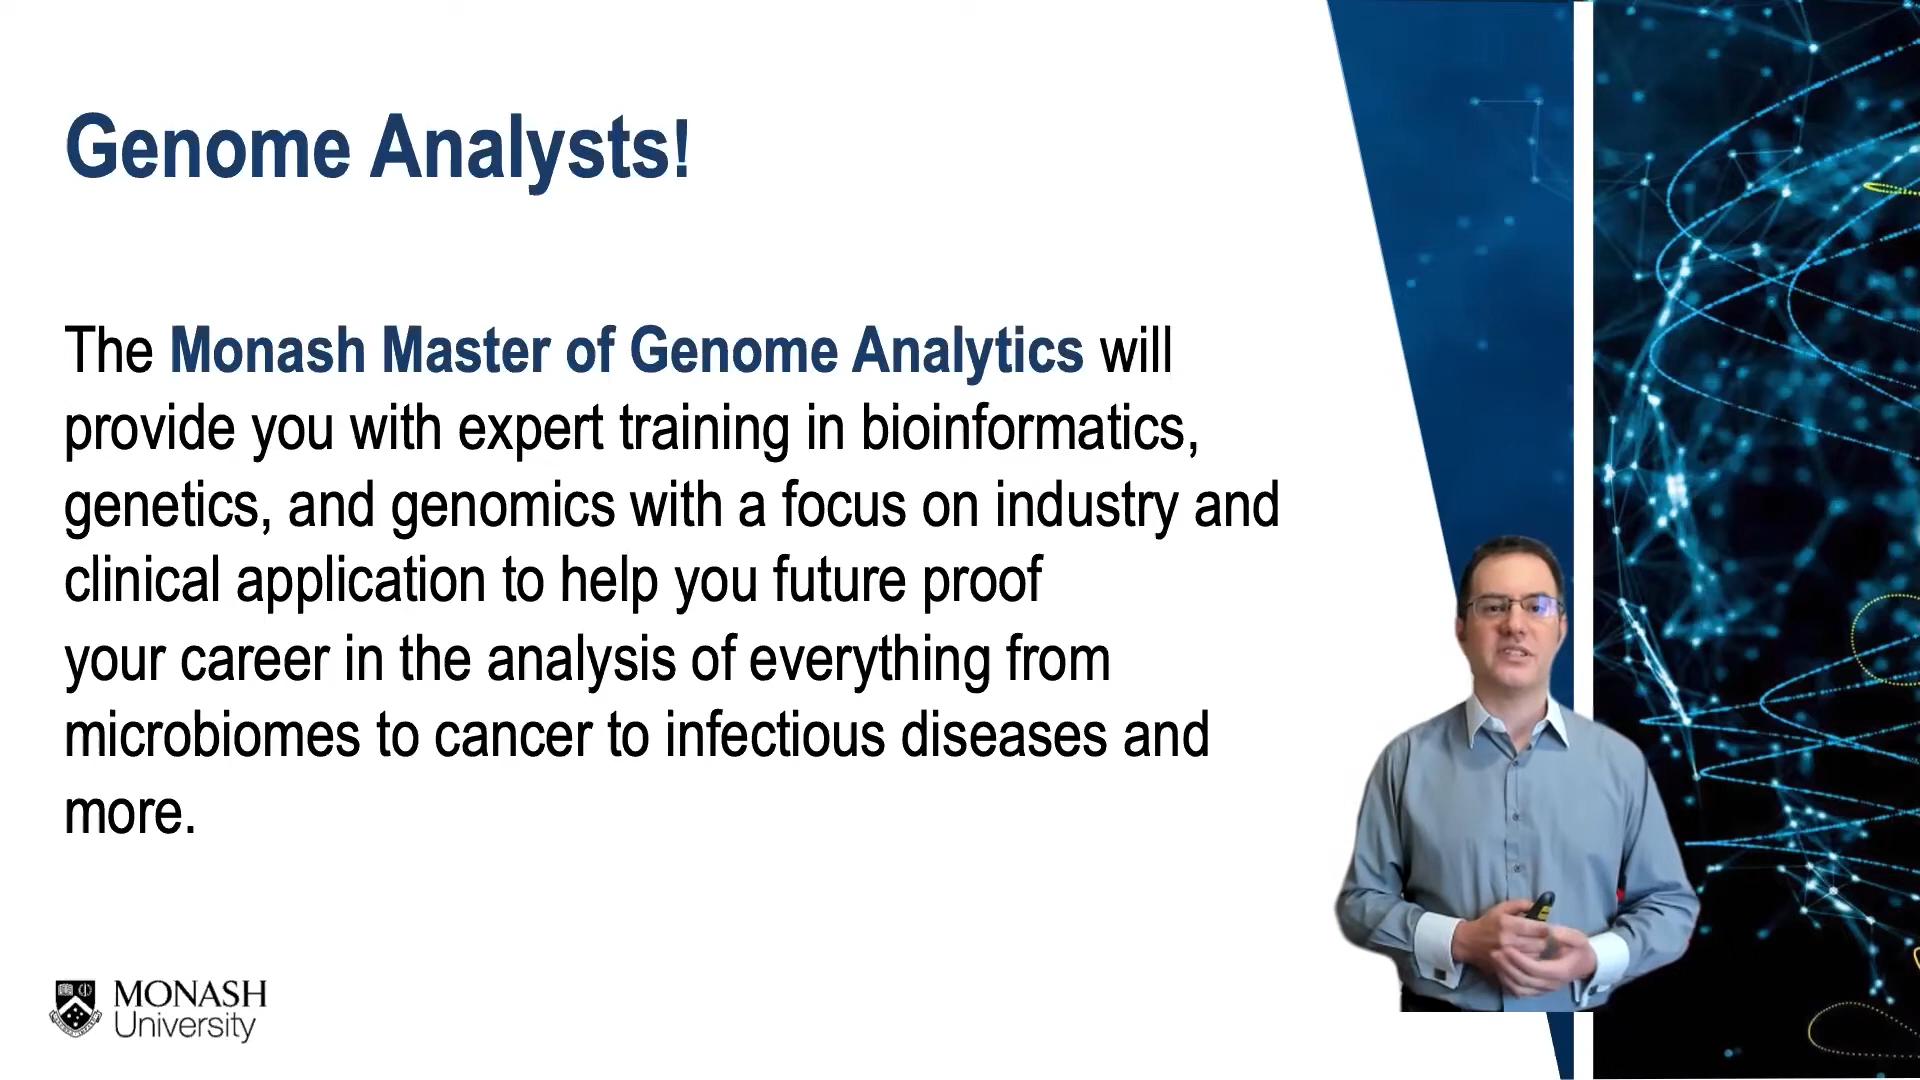 Genome Analysts!
The Monash Master of Genome Analytics will
provide you with expert training in bioinformatics,
genetics, and genomics with a focus on industry and
clinical application to help you future proof
your career in the analysis of everything from
microbiomes to cancer to infectious diseases and
more.
MONASH
University